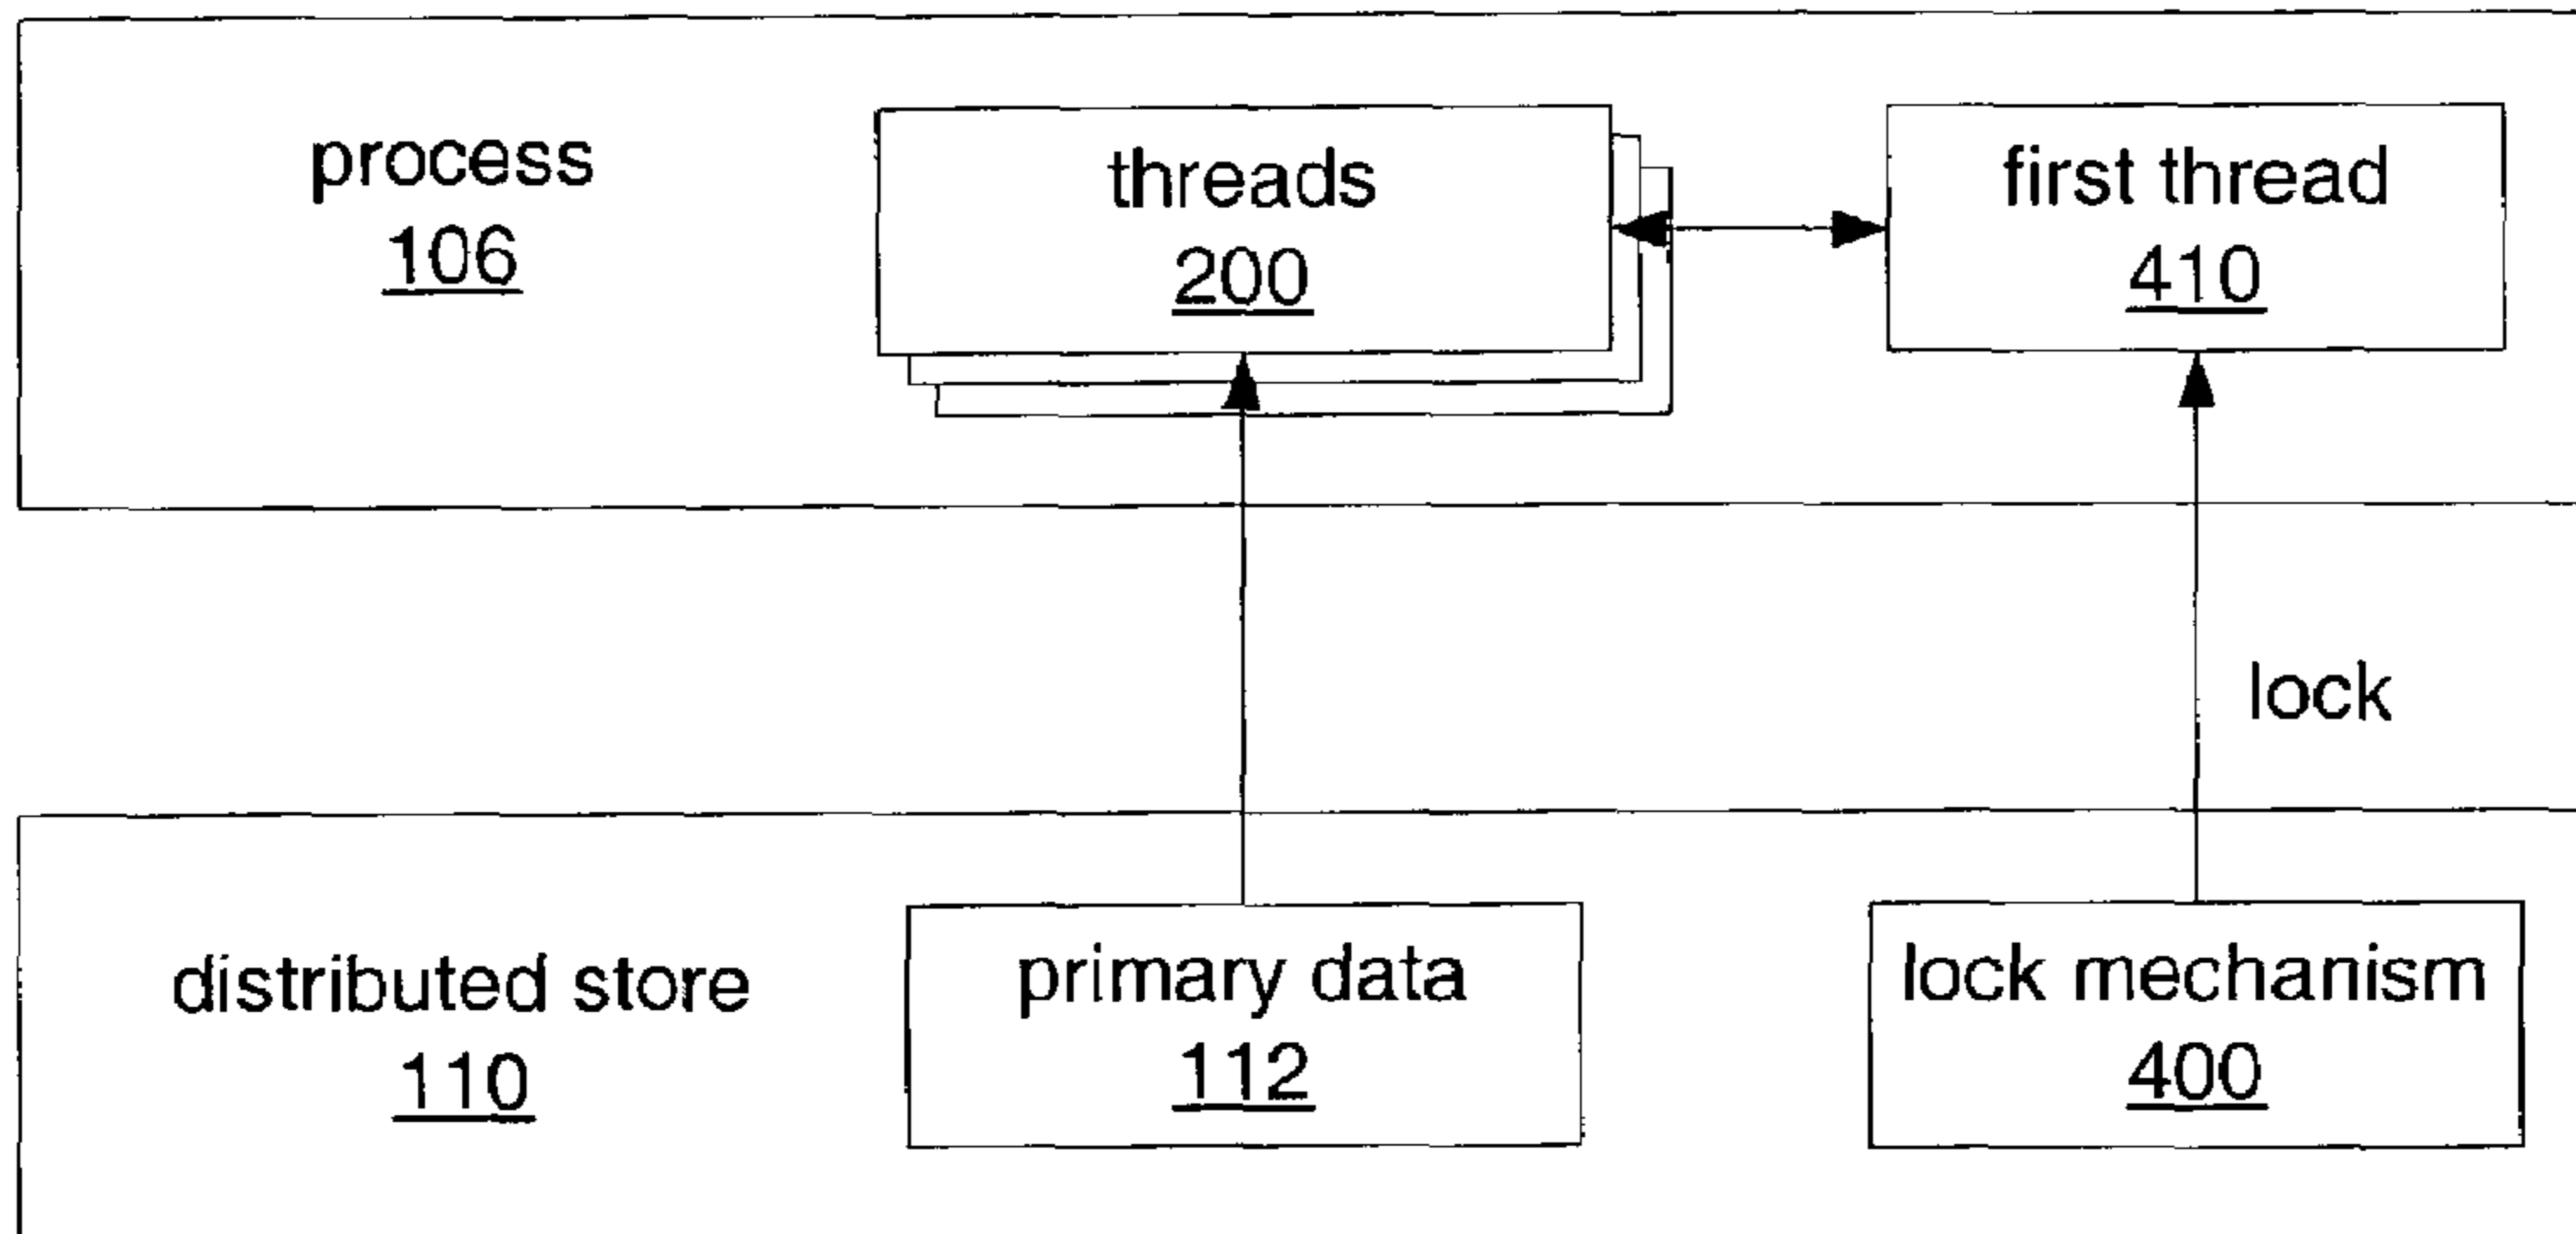 process
106
threads
200
first thread
410
lock
distributed store
110
primary data
112
lock mechanism
400